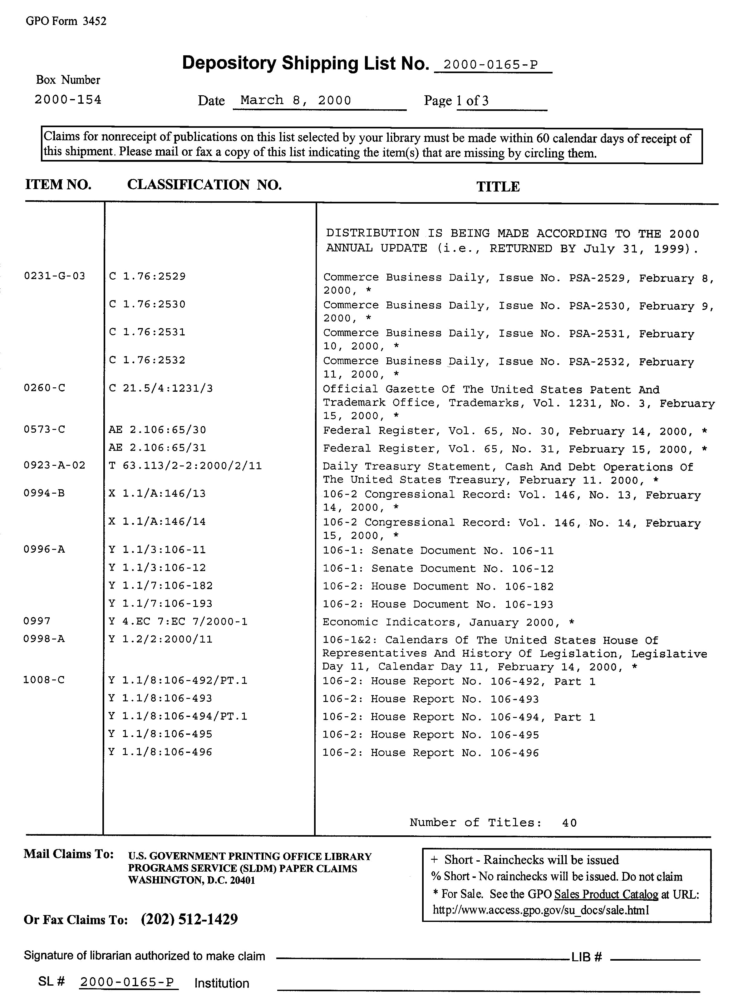 GPO Form 3452
Depository Shipping List No. 2000-0165-P
Box Number
2000-154 Date March 8, 2000 Page 1 of 3
Claims for nonreceipt of publications on this list selected by your library must be made within 60 calendar days of receipt of
this shipment. Please mail or fax a copy of this list indicating the item(s) that are missing by circling them.
ITEM NO. CLASSIFICATION NO. TITLE
DISTRIBUTION IS BEING MADE ACCORDING TO THE 2000
ANNUAL UPDATE (i.e., RETURNED BY July 31, 1999).
0231-G-03 C 1.76:2529 Commerce Business Daily, Issue No. PSA-2529, February 8,
2000, *
C 1.76:2530 Commerce Business Daily, Issue No. PSA-2530, February 9,
2000, *
C 1.76:2531 Commerce Business Daily, Issue No. PSA-2531, February
10, 2000, *
C 1.76:2532 Commerce Business Daily, Issue No. PSA-2532, February
11, 2000, *
0260-C C 21.5/4:1231/3 Official Gazette Of The United States Patent And
Trademark Office, Trademarks, Vol. 1231, No. 3, February
15, 2000, *
0573-C AE 2.106:65/30 Federal Register, Vol. 65, No. 30, February 14, 2000, *
AE 2.106:65/31 Federal Register, Vol. 65, No. 31, February 15, 2000, *
0923-A-02 T 63.113/2-2:2000/2/11 Daily Treasury Statement, Cash And Debt Operations Of
The United States Treasury, February 11. 2000, *
0994-B X 1.1/A:146/13 106-2 Congressional Record: Vol. 146, No. 13, February
14, 2000, *
X 1.1/A:146/14 106-2 Congressional Record: Vol. 146, No. 14, February
15, 2000, *
0996-A Y 1.1/3:106-11 106-1: Senate Document No. 106-11
Y 1.1/3:106-12 106-1: Senate Document No. 106-12
Y 1.1/7:106-182 106-2: House Document No. 106-182
Y 1.1/7:106-193 106-2: House Document No. 106-193
0997 Y 4.EC 7:EC 7/2000-1 Economic Indicators, January 2000, *
0998-A Y 1.2/2:2000/11 106-1&2: Calendars Of The United States House Of
Representatives And History Of Legislation, Legislative
Day 11, Calendar Day 11, February 14, 2000, *
1008-C Y 1.1/8:106-492/PT.1 106-2: House Report No. 106-492, Part 1
Y 1.1/8:106-493 106-2: House Report No. 106-493
Y 1.1/8:106-494/PT.1 106-2: House Report No. 106-494, Part 1
Y 1.1/8:106-495 106-2: House Report No. 106-495
Y 1.1/8:106-496 106-2: House Report No. 106-496
Number of Titles: 40
Mail Claims To: U.S. GOVERNMENT PRINTING OFFICE LIBRARY
PROGRAMS SERVICE (SLDM) PAPER CLAIMS
WASHINGTON, D.C. 20401
+ Short - Rainchecks will be issued
% Short - No rainchecks will be issued. Do not claim
* For Sale. See the GPO Sales Product Catalog at URL:
http://www.access.gpo.gov/su_docs/sale.html
Or Fax Claims To: (202) 512-1429
Signature of librarian authorized to make claim LIB #
SL # 2000-0165-P Institution